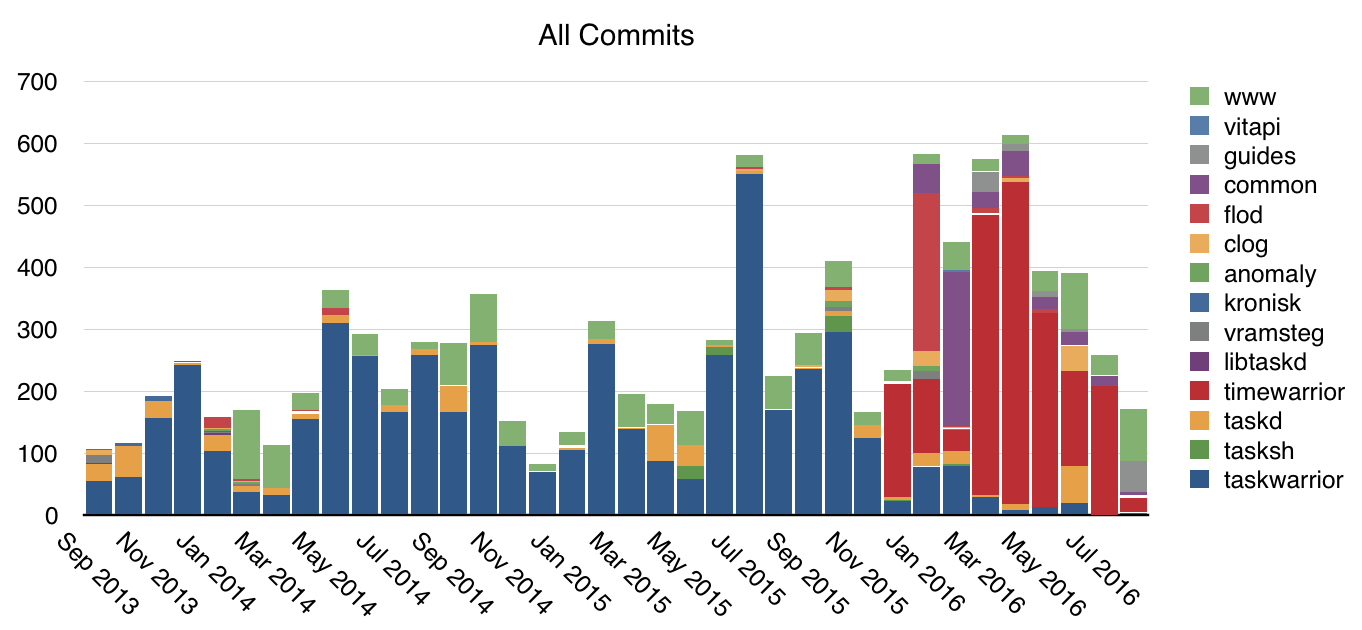 All Commits
700
600
500
400
300
200
100
0
Sep 2013
Nov 2013
Jan 2014
Mar 2014
May 2014
Jul 2014
Sep 2014
Nov 2014
Jan 2015
Mar 2015
May 2015
Jul 2015
Sep 2015
Nov 2015
Jan 2016
Mar 2016
May 2016
Jul 2016
www
vitapi
guides
common
flod
clog
anomaly
kronisk
vramsteg
libtaskd
timewarrior
taskd
tasksh
taskwarrior